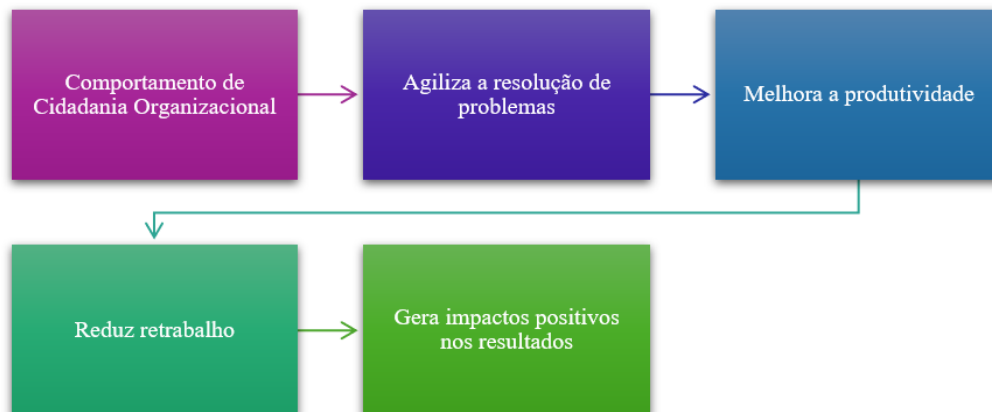 Comportamento de
Cidadania Organizacional
Agiliza a resolução de
problemas
Melhora a produtividade
Reduz retrabalho
Gera impactos positivos
nos resultados